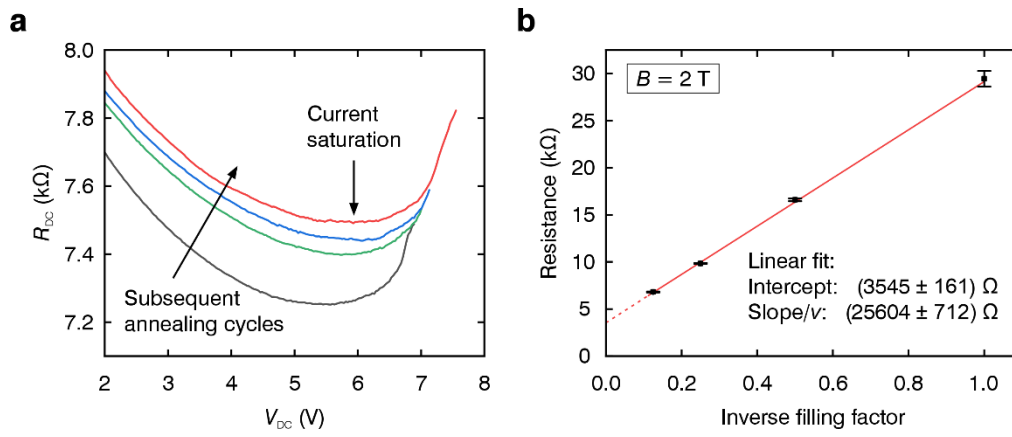 a
8.0
7.8
7.6
7.4
7.2
R_DC (kΩ)
Current
saturation
Subsequent
annealing cycles
2 3 4 5 6 7 8
V_DC (V)
b
30
25
20
15
10
5
0
Resistance (kΩ)
B = 2 T
Linear fit:
Intercept: (3545 ± 161) Ω
Slope/ν: (25604 ± 712) Ω
0.0 0.2 0.4 0.6 0.8 1.0
Inverse filling factor